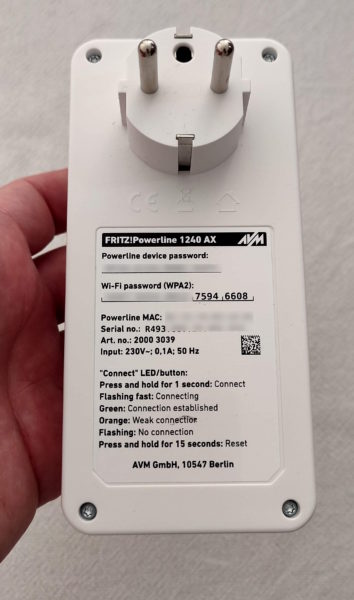 FRITZ!Powerline 1240 AX AVM
Powerline device password:
Wi-Fi password (WPA2):
7594 6608
Powerline MAC:
Serial no.: R493
Art. no.: 2000 3039
Input: 230V~; 0,1A; 50 Hz
"Connect" LED/button:
Press and hold for 1 second: Connect
Flashing fast: Connecting
Green: Connection established
Orange: Weak connection
Flashing: No connection
Press and hold for 15 seconds: Reset
AVM GmbH, 10547 Berlin